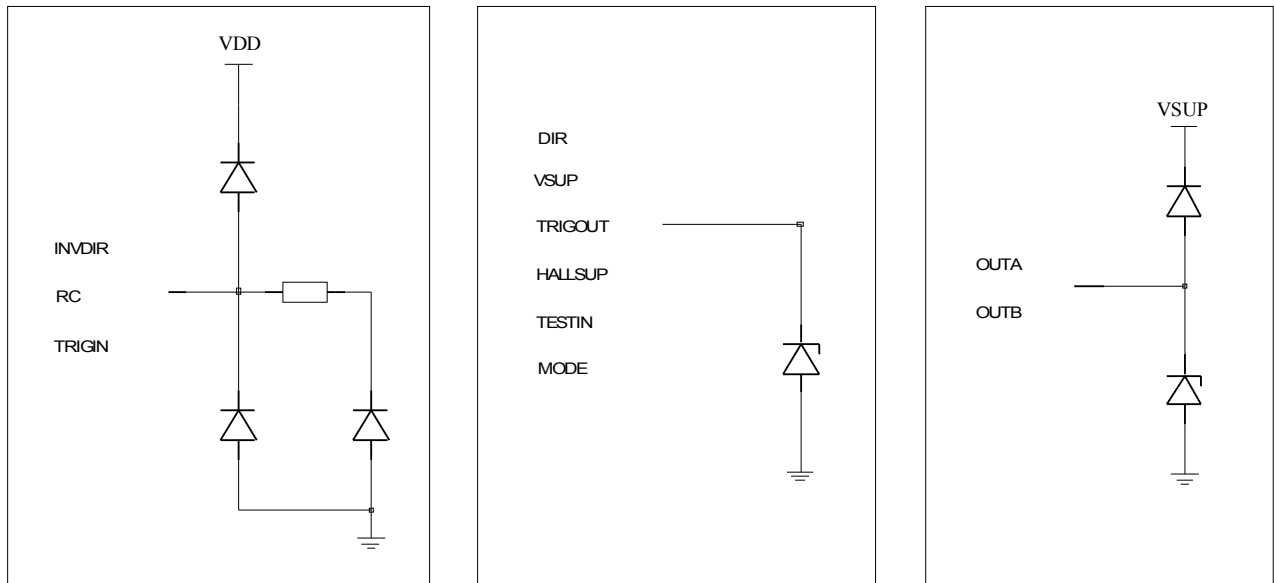 VDD
INVDIR
RC
TRIGIN
DIR
VSUP
TRIGOUT
HALLSUP
TESTIN
MODE
VSUP
OUTA
OUTB